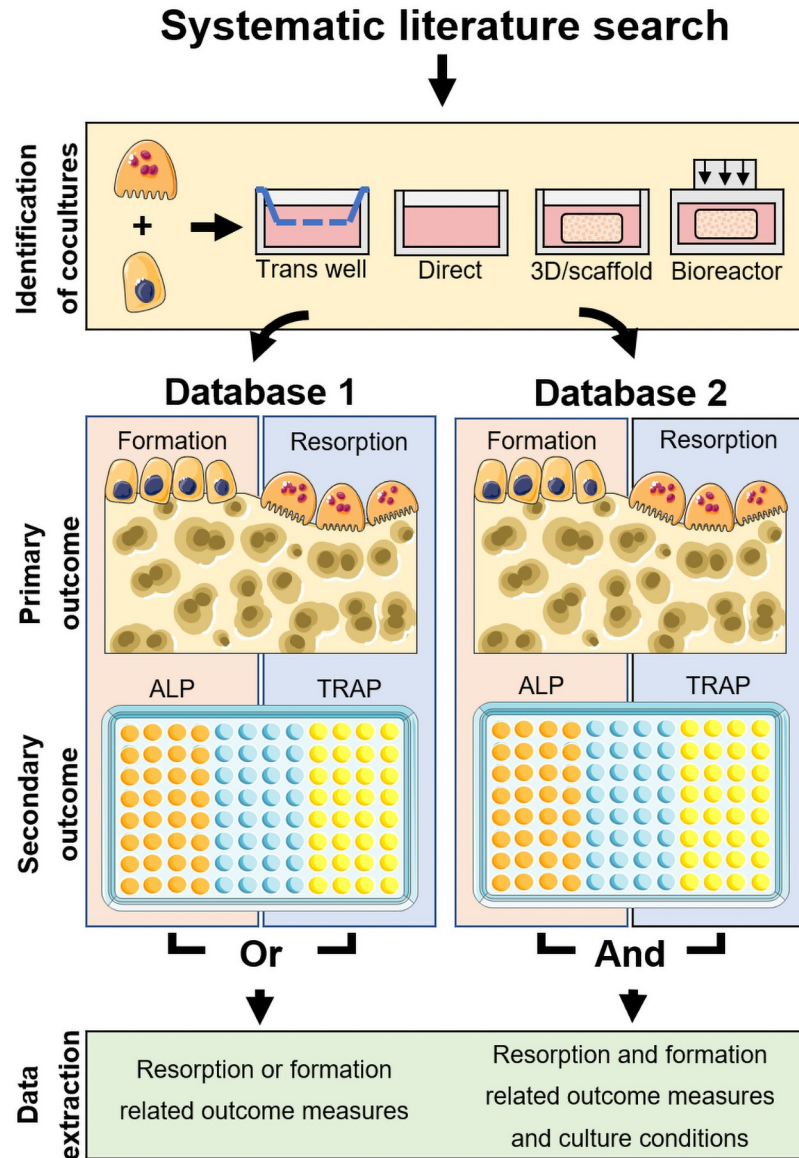 Systematic literature search
Identification
of cocultures
+
Trans well
Direct
3D/scaffold
Bioreactor
Database 1
Database 2
Primary
outcome
Formation
Resorption
Formation
Resorption
Secondary
outcome
ALP
TRAP
ALP
TRAP
Or
And
Data
extraction
Resorption or formation
related outcome measures
Resorption and formation
related outcome measures
and culture conditions